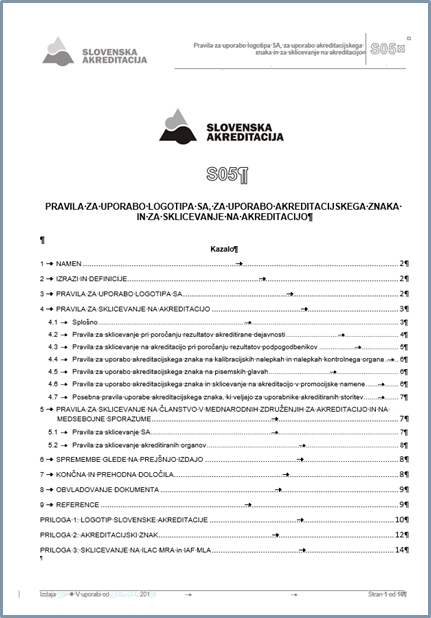 SLOVENSKA
AKREDITACIJA
Pravila·za·uporabo·logotipa·SA,·za·uporabo·akreditacijskega·
znaka·in·za·sklicevanje·na·akreditacijo¤
S05¤
SLOVENSKA
AKREDITACIJA
S05¶
PRAVILA·ZA·UPORABO·LOGOTIPA·SA,·ZA·UPORABO·AKREDITACIJSKEGA·ZNAKA·
IN·ZA·SKLICEVANJE·NA·AKREDITACIJO¶
¶
Kazalo¶
1 → NAMEN → 2¶
2 → IZRAZI·IN·DEFINICIJE → 2¶
3 → PRAVILA·ZA·UPORABO·LOGOTIPA·SA → 2¶
4 → PRAVILA·ZA·SKLICEVANJE·NA·AKREDITACIJO → 3¶
4.1 → Splošno → 3¶
4.2 → Pravila·za·sklicevanje·pri·poročanju·rezultatov·akreditirane·dejavnosti → 4¶
4.3 → Pravila·za·sklicevanje·na·akreditacijo·pri·poročanju·rezultatov·podpogodbenikov → 5¶
4.4 → Pravila·za·uporabo·akreditacijskega·znaka·na·kalibracijskih·nalepkah·in·nalepkah·kontrolnega·organa → 6¶
4.5 → Pravila·za·uporabo·akreditacijskega·znaka·na·pisemskih·glavah → 6¶
4.6 → Pravila·za·uporabo·akreditacijskega·znaka·in·sklicevanje·na·akreditacijo·v·promocijske·namene → 6¶
4.7 → Posebna·pravila·uporabe·akreditacijskega·znaka,·ki·veljajo·za·uporabnike·akreditiranih·storitev → 7¶
5 → PRAVILA·ZA·SKLICEVANJE·NA·ČLANSTVO·V·MEDNARODNIH·ZDRUŽENJIH·ZA·AKREDITACIJO·IN·NA·
MEDSEBOJNE·SPORAZUME → 7¶
5.1 → Pravila·za·sklicevanje·SA → 7¶
5.2 → Pravila·za·sklicevanje·akreditiranih·organov → 8¶
6 → SPREMEMBE·GLEDE·NA·PREJŠNJO·IZDAJO → 8¶
7 → KONČNA·IN·PREHODNA·DOLOČILA → 8¶
8 → OBVLADOVANJE·DOKUMENTA → 9¶
9 → REFERENCE → 9¶
PRILOGA·1:·LOGOTIP·SLOVENSKE·AKREDITACIJE → 10¶
PRILOGA·2:·AKREDITACIJSKI·ZNAK → 12¶
PRILOGA·3:·SKLICEVANJE·NA·ILAC·MRA·in·IAF·MLA → 14¶
¶
Izdaja V·uporabi·od 201 → → Stran·1·od·16¶